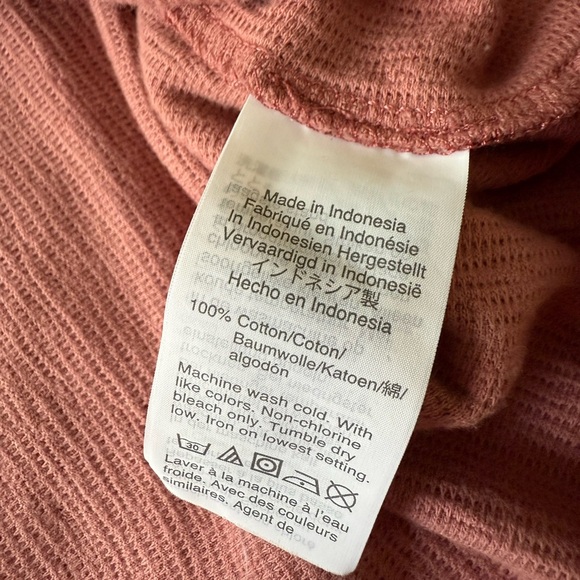 Made in Indonesia
Fabriqué en Indonésie
In Indonesien Hergestellt
Vervaardigd in Indonesië
インドネシア製
Hecho en Indonesia
100% Cotton/Coton/
Baumwolle/Katoen/綿/
algodón
Machine wash cold. With
like colors. Non-chlorine
bleach only. Tumble dry
low. Iron on lowest setting.
30
Laver à la machine à l'eau
froide. Avec des couleurs
similaires. Agent de